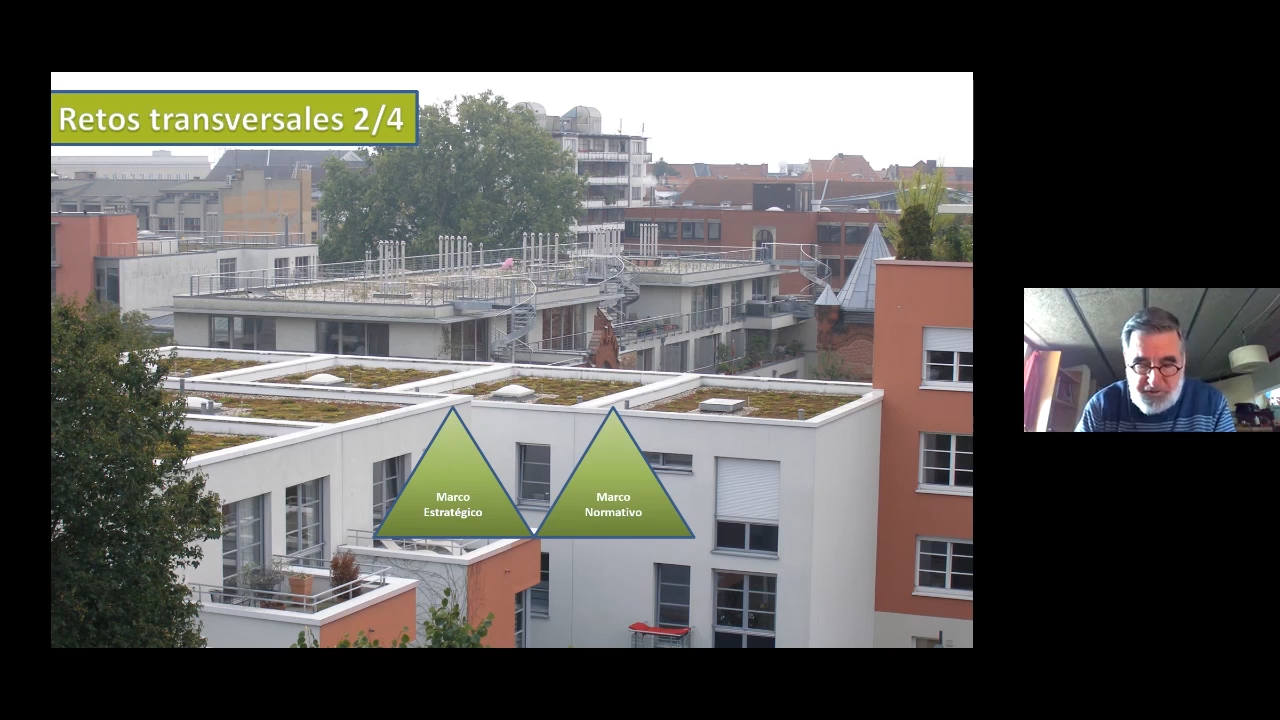 Retos transversales 2/4
Marco
Estratégico
Marco
Normativo